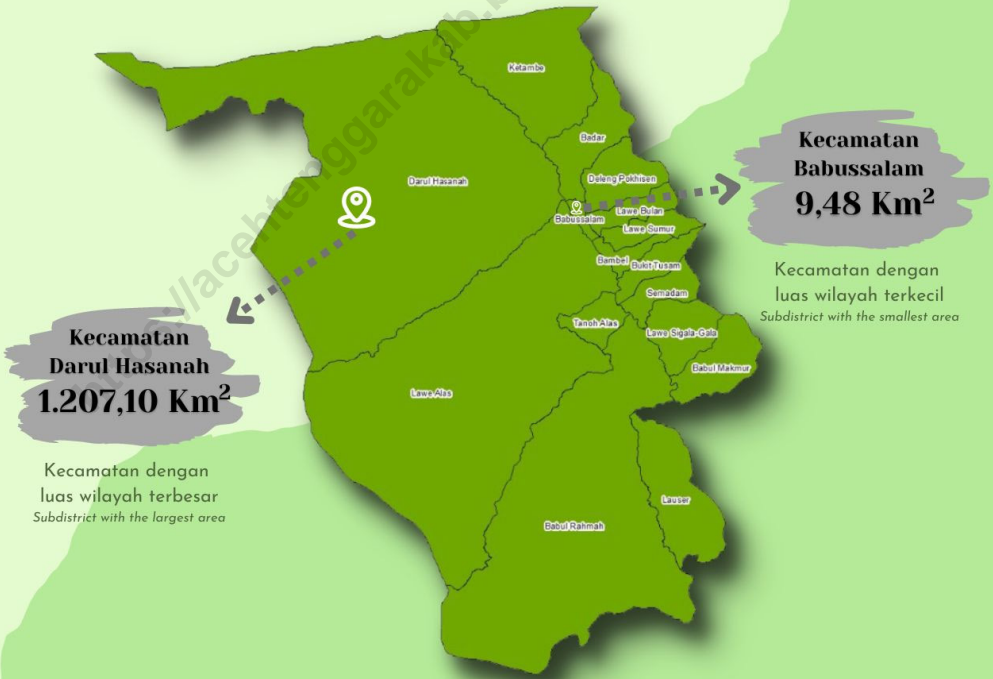 Ketambe
Badar
Deleng Pokhisen
Darul Hasanah
Babussalam
Lawe Bulan
Lawe Sumur
Bambel
Bukit Tusam
Semadam
Tanoh Alas
Lawe Sigala-Gala
Babul Makmur
Lawe Alas
Babul Rahmah
Lauser
Kecamatan
Babussalam
9,48 Km²
Kecamatan dengan
luas wilayah terkecil
Subdistrict with the smallest area
Kecamatan
Darul Hasanah
1.207,10 Km²
Kecamatan dengan
luas wilayah terbesar
Subdistrict with the largest area
https://acehtenggarakab.b